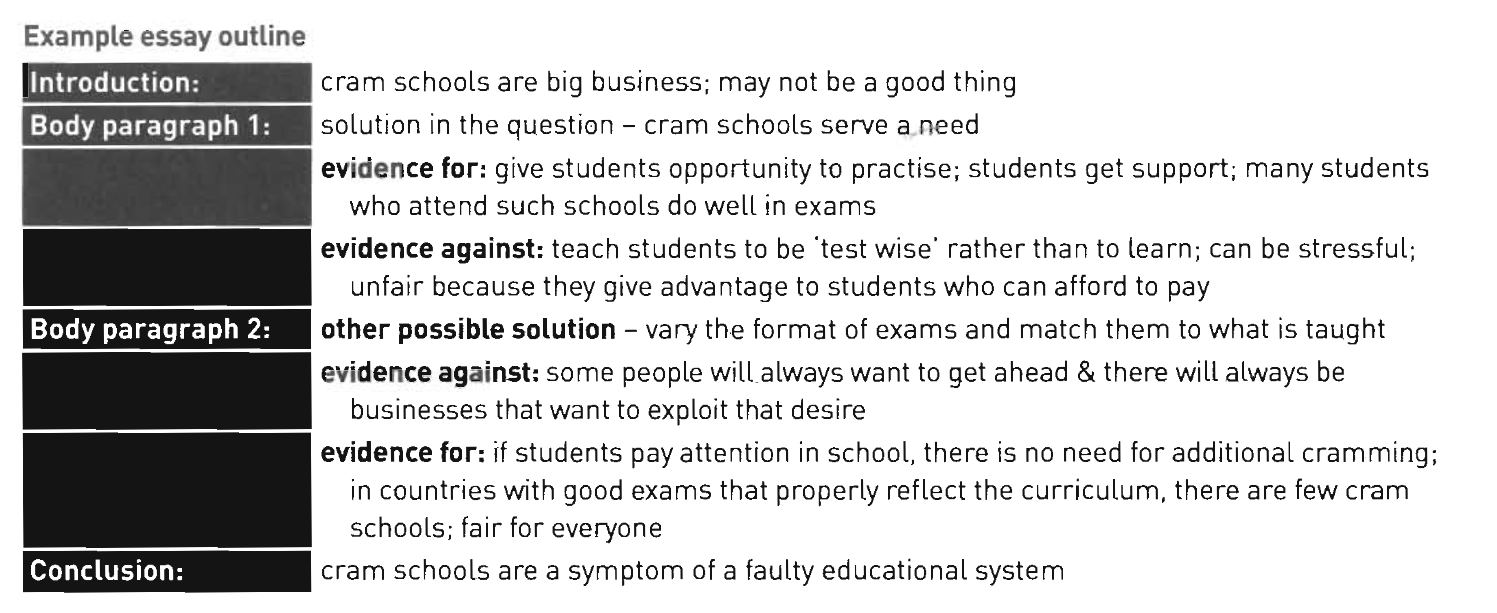 Example essay outline
Introduction: cram schools are big business; may not be a good thing
Body paragraph 1: solution in the question – cram schools serve a need
evidence for: give students opportunity to practise; students get support; many students
who attend such schools do well in exams
evidence against: teach students to be 'test wise' rather than to learn; can be stressful;
unfair because they give advantage to students who can afford to pay
Body paragraph 2: other possible solution – vary the format of exams and match them to what is taught
evidence against: some people will always want to get ahead & there will always be
businesses that want to exploit that desire
evidence for: if students pay attention in school, there is no need for additional cramming;
in countries with good exams that properly reflect the curriculum, there are few cram
schools; fair for everyone
Conclusion: cram schools are a symptom of a faulty educational system